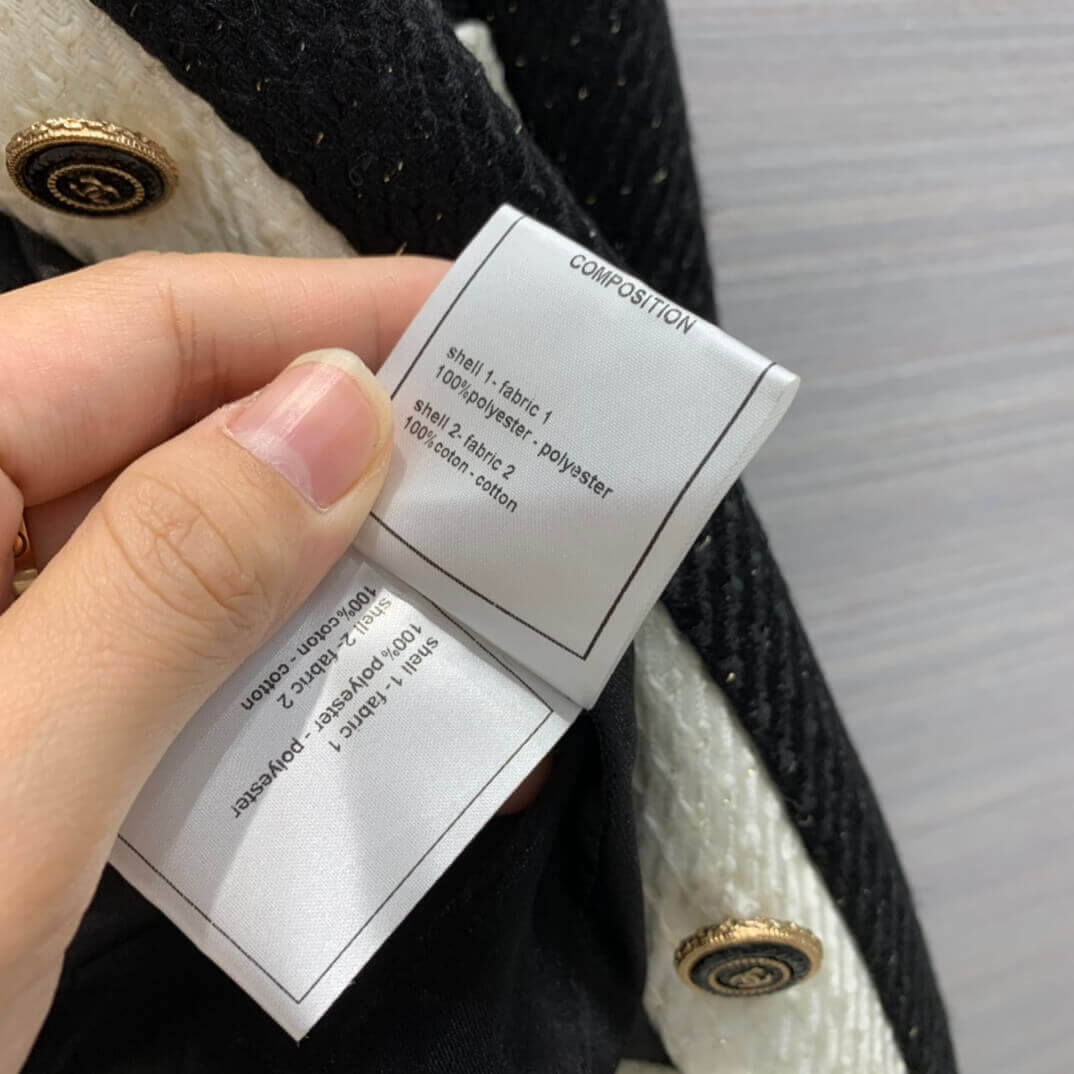 COMPOSITION
shell 1- fabric 1
100%polyester - polyester
shell 2- fabric 2
100%coton - cotton
shell 1 - fabric 1
100% polyester - polyester
shell 2- fabric 2
100%coton - cotton